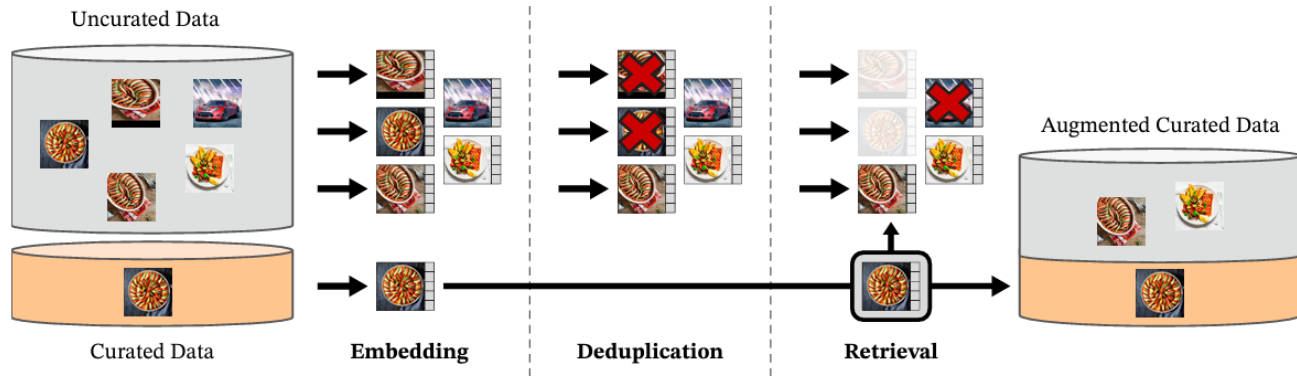 Uncurated Data
Augmented Curated Data
Curated Data
Embedding
Deduplication
Retrieval